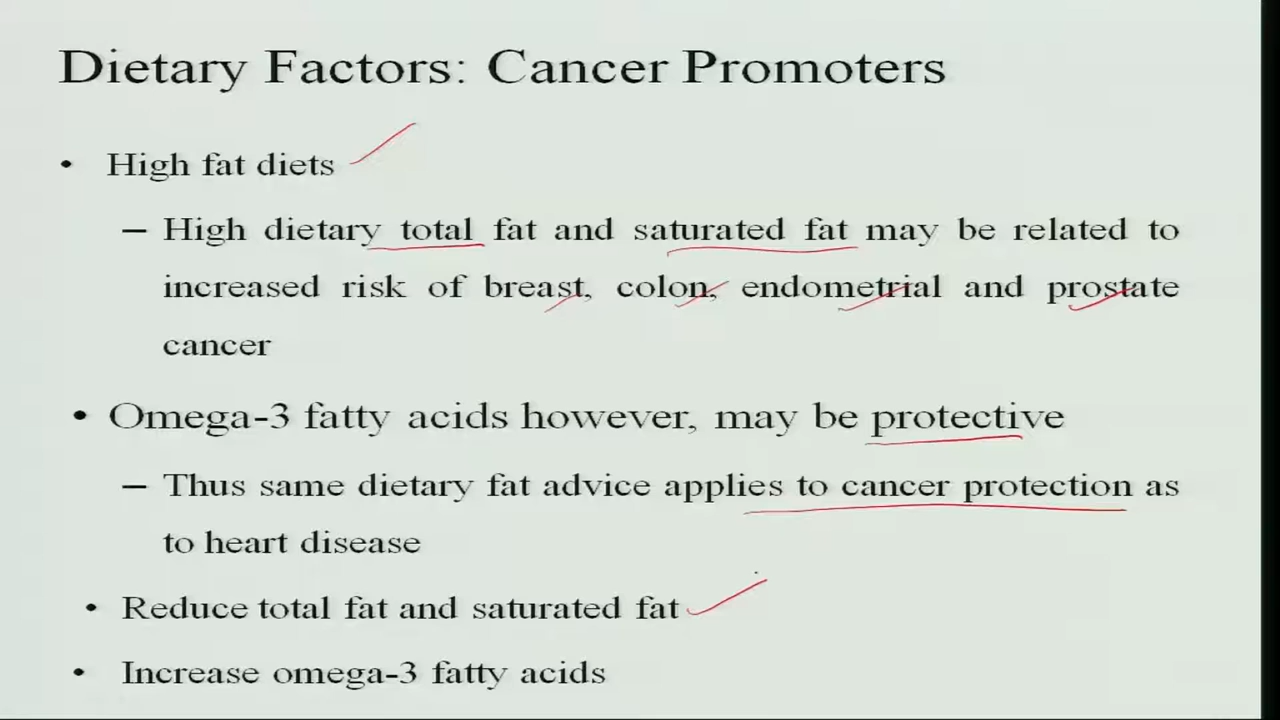 Dietary Factors: Cancer Promoters
• High fat diets
– High dietary total fat and saturated fat may be related to
increased risk of breast, colon, endometrial and prostate
cancer
• Omega-3 fatty acids however, may be protective
– Thus same dietary fat advice applies to cancer protection as
to heart disease
• Reduce total fat and saturated fat
• Increase omega-3 fatty acids